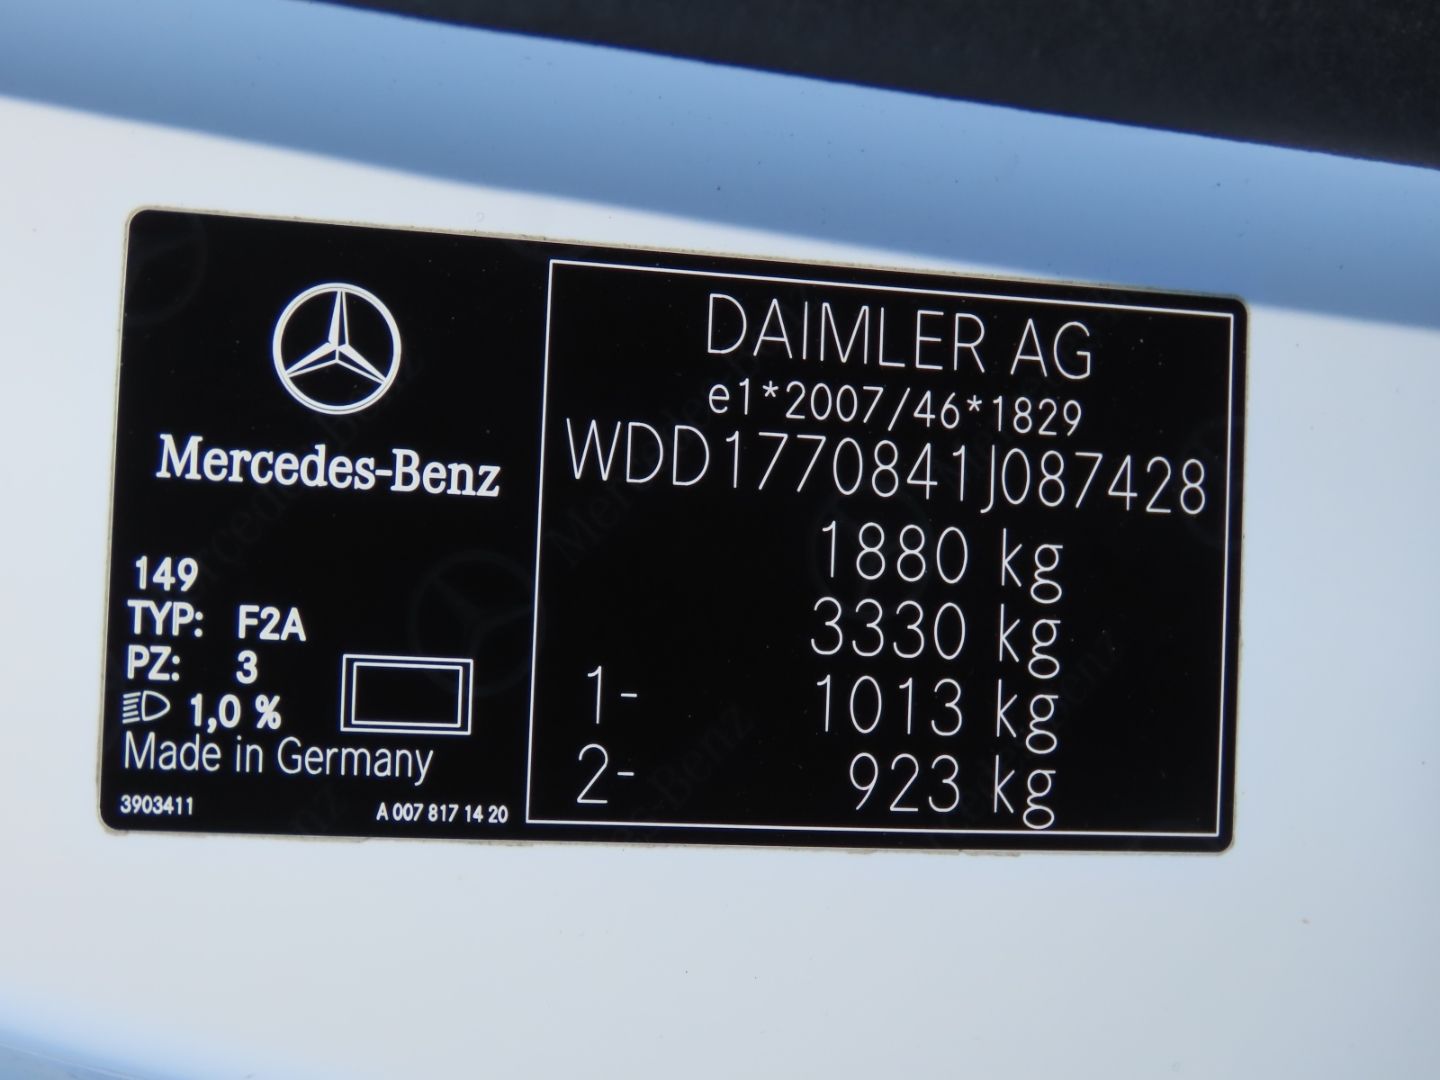 Mercedes-Benz
149
TYP: F2A
PZ: 3
1,0 %
Made in Germany
3903411
A 007 817 14 20
DAIMLER AG
e1*2007/46*1829
WDD1770841J087428
1880 kg
3330 kg
1- 1013 kg
2- 923 kg